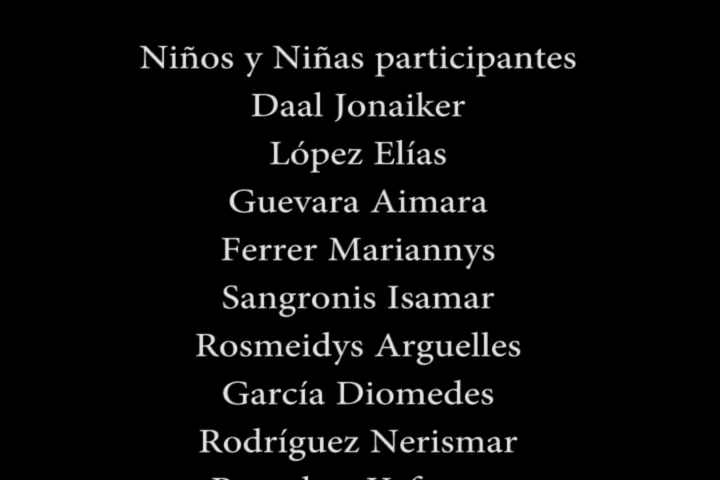 Niños y Niñas participantes
Daal Jonaiker
López Elías
Guevara Aimara
Ferrer Mariannys
Sangronis Isamar
Rosmeidys Arguelles
García Diomedes
Rodríguez Nerismar